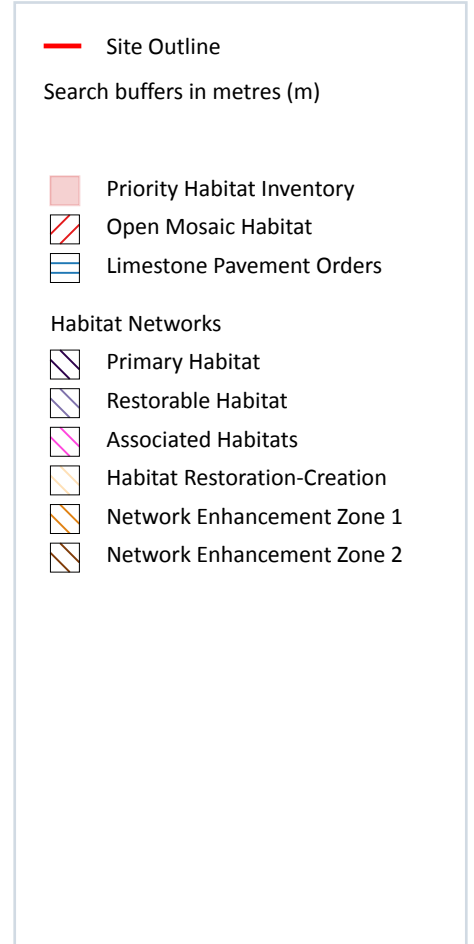 Site Outline
Search buffers in metres (m)
Priority Habitat Inventory
Open Mosaic Habitat
Limestone Pavement Orders
Habitat Networks
Primary Habitat
Restorable Habitat
Associated Habitats
Habitat Restoration-Creation
Network Enhancement Zone 1
Network Enhancement Zone 2